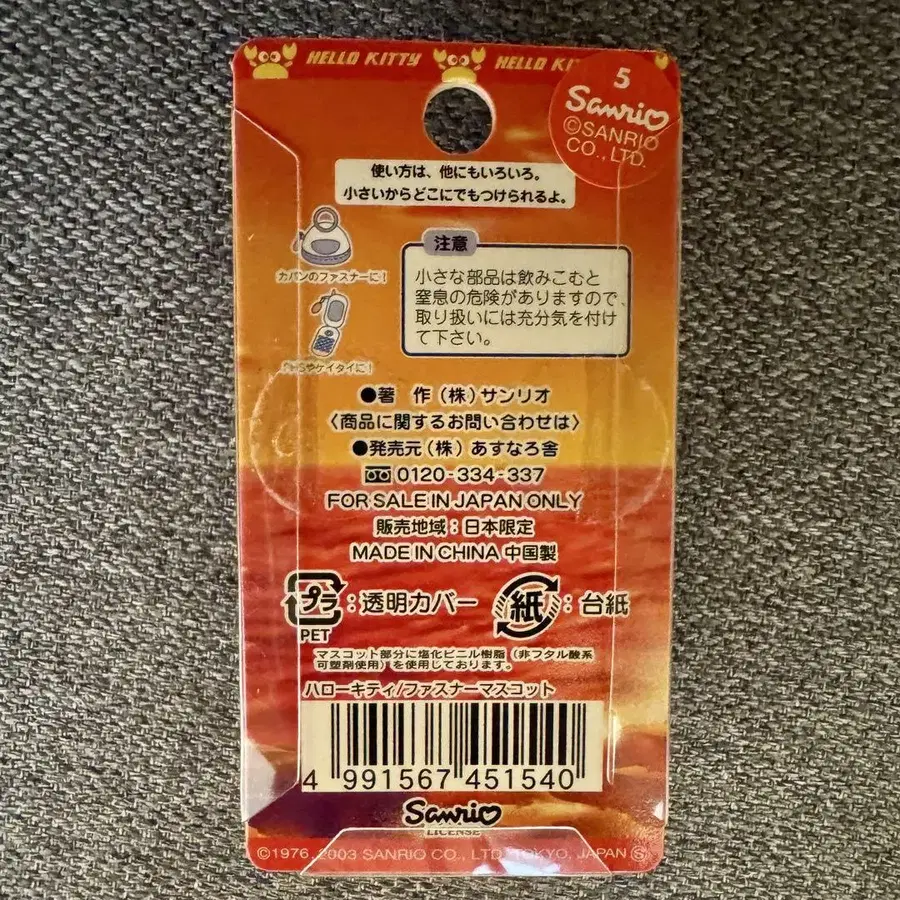 HELLO KITTY HELLO KITTY
5
Sanrio
©SANRIO
CO., LTD.
使い方は、他にもいろいろ。
小さいからどこにでもつけられるよ。
カバンのファスナーに!
ケイタイに!
注意
小さな部品は飲みこむと
窒息の危険がありますので、
取り扱いには充分気を付け
て下さい。
●著 作(株)サンリオ
〈商品に関するお問い合わせは〉
●発売元(株)あすなろ舎
0120-334-337
FOR SALE IN JAPAN ONLY
販売地域:日本限定
MADE IN CHINA 中国製
プラ:透明カバー 紙:台紙
PET
マスコット部分に塩化ビニル樹脂(非フタル酸系
可塑剤使用)を使用しております。
ハローキティ/ファスナーマスコット
4 991567 451540
Sanrio
LICENSE
©1976, 2003 SANRIO CO., LTD. TOKYO, JAPAN Ⓢ